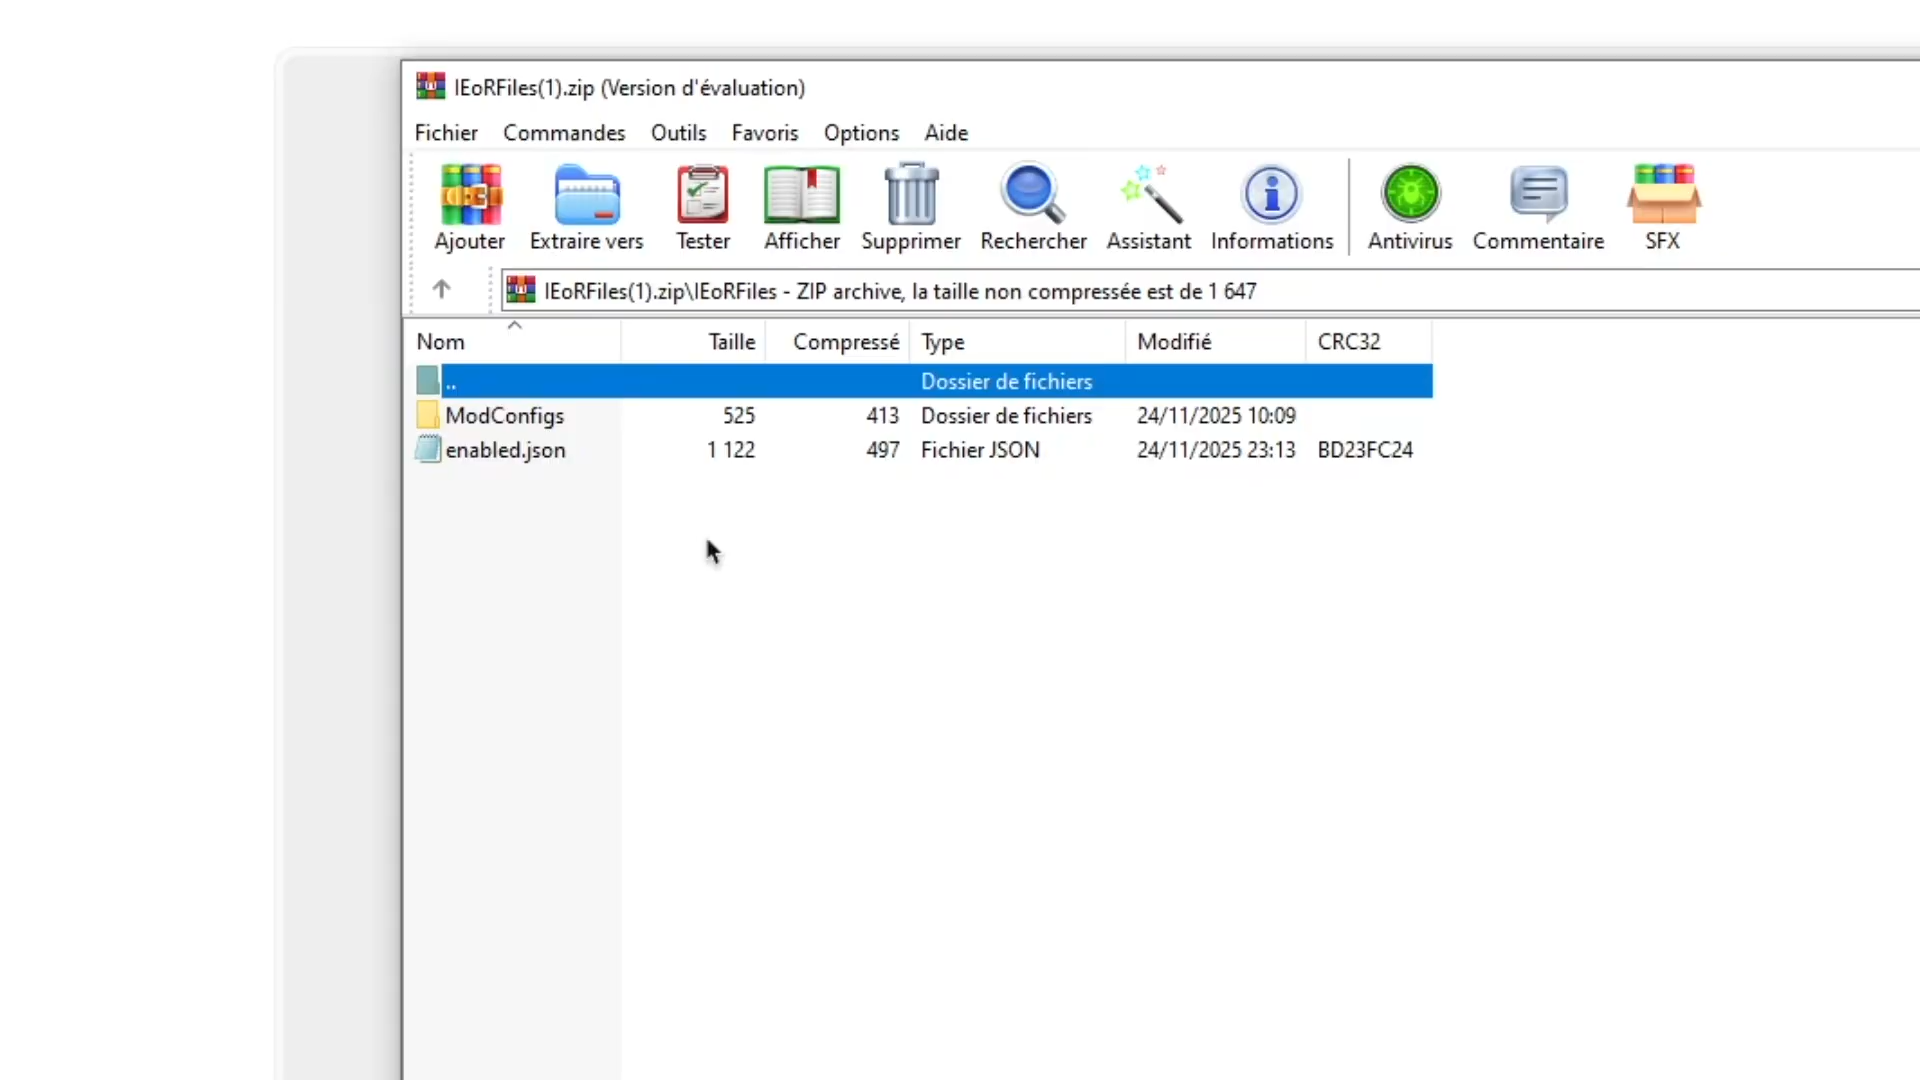 IEoRFiles(1).zip (Version d'évaluation)
Fichier Commandes Outils Favoris Options Aide
Ajouter Extraire vers Tester Afficher Supprimer Rechercher Assistant Informations Antivirus Commentaire SFX
IEoRFiles(1).zip\IEoRFiles - ZIP archive, la taille non compressée est de 1 647
Nom Taille Compressé Type Modifié CRC32
.. Dossier de fichiers
ModConfigs 525 413 Dossier de fichiers 24/11/2025 10:09
enabled.json 1 122 497 Fichier JSON 24/11/2025 23:13 BD23FC24